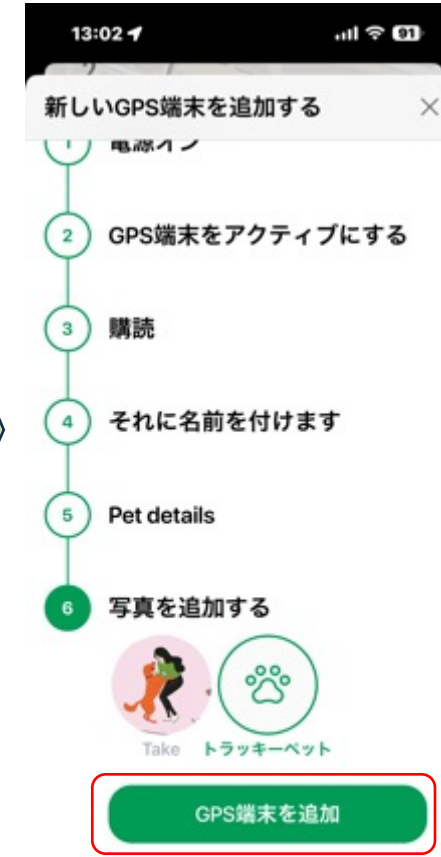 13:02
91
新しいGPS端末を追加する
1 電源オン
2 GPS端末をアクティブにする
3 購読
4 それに名前を付けます
5 Pet details
6 写真を追加する
Take トラッキーペット
GPS端末を追加